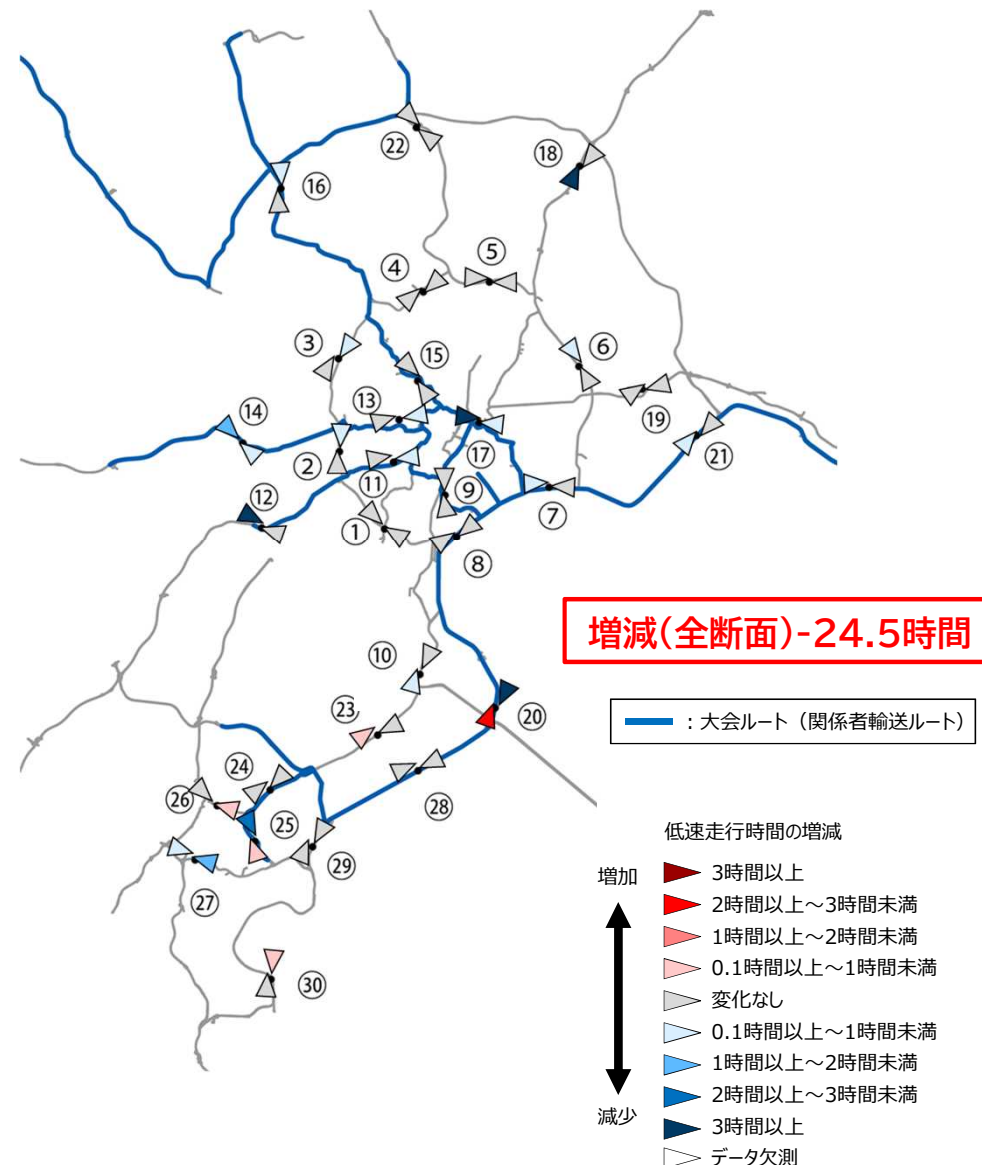 ㉒
⑱
⑯
⑤
④
③
⑥
⑮
⑬
⑭
⑲
㉑
②
⑪
⑰
⑨
⑫
⑦
①
⑧
増減(全断面)-24.5時間
⑩
㉓
⑳
:大会ルート(関係者輸送ルート)
㉔
㉖
㉕
㉘
㉙
㉗
㉚
低速走行時間の増減
増加
3時間以上
2時間以上~3時間未満
1時間以上~2時間未満
0.1時間以上~1時間未満
変化なし
0.1時間以上~1時間未満
1時間以上~2時間未満
2時間以上~3時間未満
減少
3時間以上
データ欠測